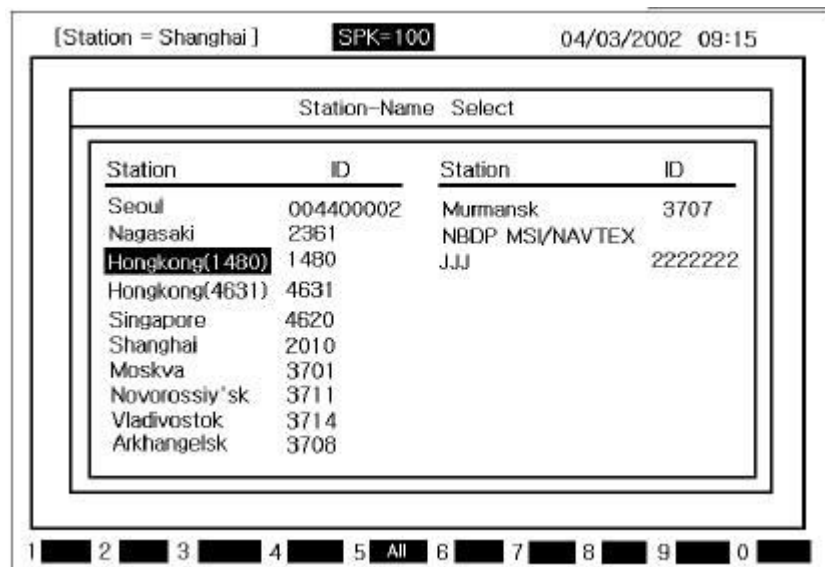 [Station = Shanghai] SPK=100 04/03/2002 09:15
Station-Name Select
Station ID Station ID
Seoul 004400002 Murmansk 3707
Nagasaki 2361 NBDP MSI/NAVTEX
Hongkong(1480) 1480 JJJ 2222222
Hongkong(4631) 4631
Singapore 4620
Shanghai 2010
Moskva 3701
Novorossiy'sk 3711
Vladivostok 3714
Arkhangelsk 3708
1 2 3 4 5 All 6 7 8 9 0